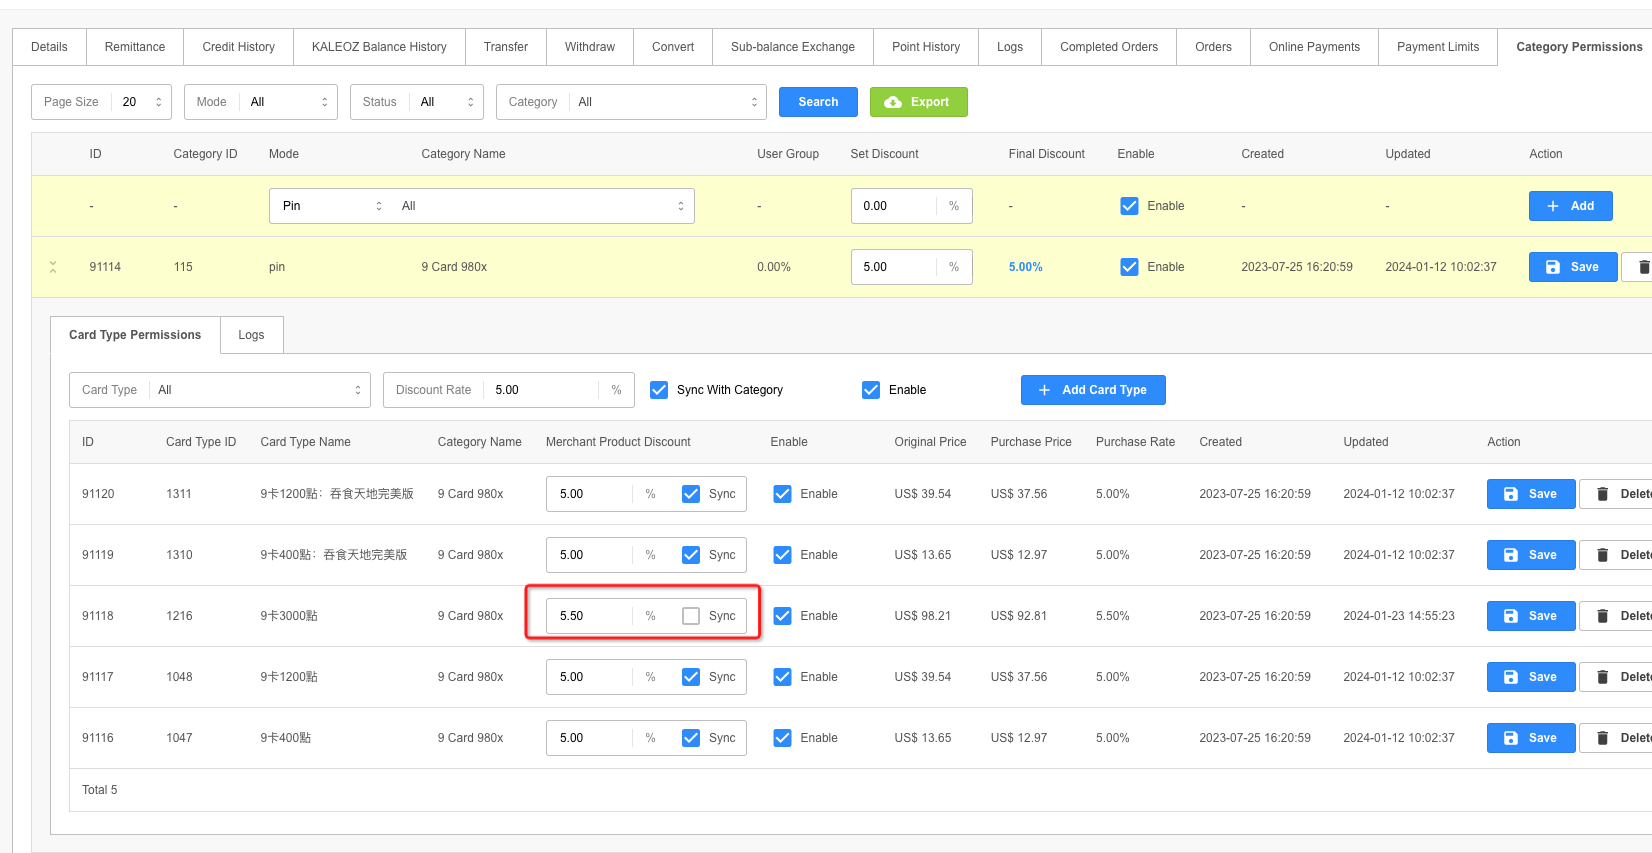 Details Remittance Credit History KALEOZ Balance History Transfer Withdraw Convert Sub-balance Exchange Point History Logs Completed Orders Orders Online Payments Payment Limits Category Permissions
Page Size 20 Mode All Status All Category All Search Export
ID Category ID Mode Category Name User Group Set Discount Final Discount Enable Created Updated Action
- - Pin All - 0.00 % - Enable - - + Add
91114 115 pin 9 Card 980x 0.00% 5.00 % 5.00% Enable 2023-07-25 16:20:59 2024-01-12 10:02:37 Save
Card Type Permissions Logs
Card Type All Discount Rate 5.00 % Sync With Category Enable + Add Card Type
ID Card Type ID Card Type Name Category Name Merchant Product Discount Enable Original Price Purchase Price Purchase Rate Created Updated Action
91120 1311 9卡1200點：吞食天地完美版 9 Card 980x 5.00 % Sync Enable US$ 39.54 US$ 37.56 5.00% 2023-07-25 16:20:59 2024-01-12 10:02:37 Save Delet
91119 1310 9卡400點：吞食天地完美版 9 Card 980x 5.00 % Sync Enable US$ 13.65 US$ 12.97 5.00% 2023-07-25 16:20:59 2024-01-12 10:02:37 Save Delet
91118 1216 9卡3000點 9 Card 980x 5.50 % Sync Enable US$ 98.21 US$ 92.81 5.50% 2023-07-25 16:20:59 2024-01-23 14:55:23 Save Delet
91117 1048 9卡1200點 9 Card 980x 5.00 % Sync Enable US$ 39.54 US$ 37.56 5.00% 2023-07-25 16:20:59 2024-01-12 10:02:37 Save Delet
91116 1047 9卡400點 9 Card 980x 5.00 % Sync Enable US$ 13.65 US$ 12.97 5.00% 2023-07-25 16:20:59 2024-01-12 10:02:37 Save Delet
Total 5